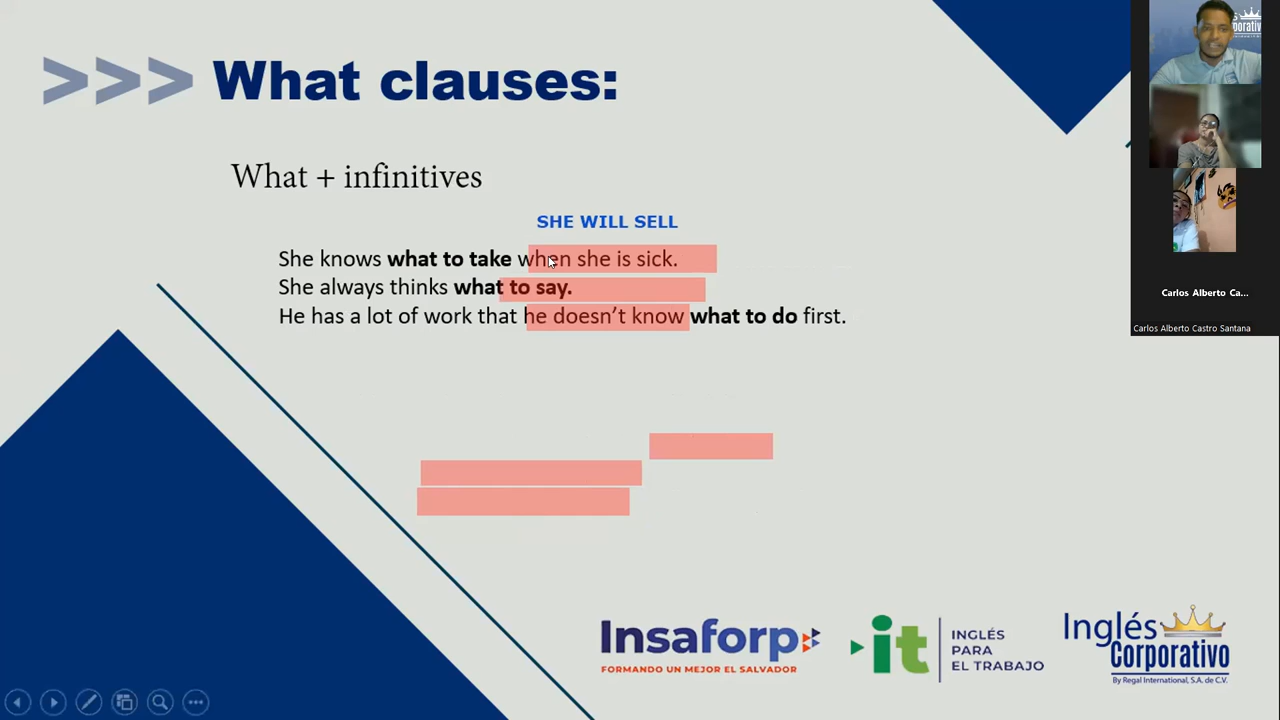 >>> What clauses:
What + infinitives
SHE WILL SELL
She knows what to take when she is sick.
She always thinks what to say.
He has a lot of work that he doesn’t know what to do first.
Carlos Alberto Ca...
Carlos Alberto Castro Santana
Insaforp
FORMANDO UN MEJOR EL SALVADOR
it
INGLÉS
PARA
EL TRABAJO
Inglés
Corporativo
By Regal International, S.A. de C.V.